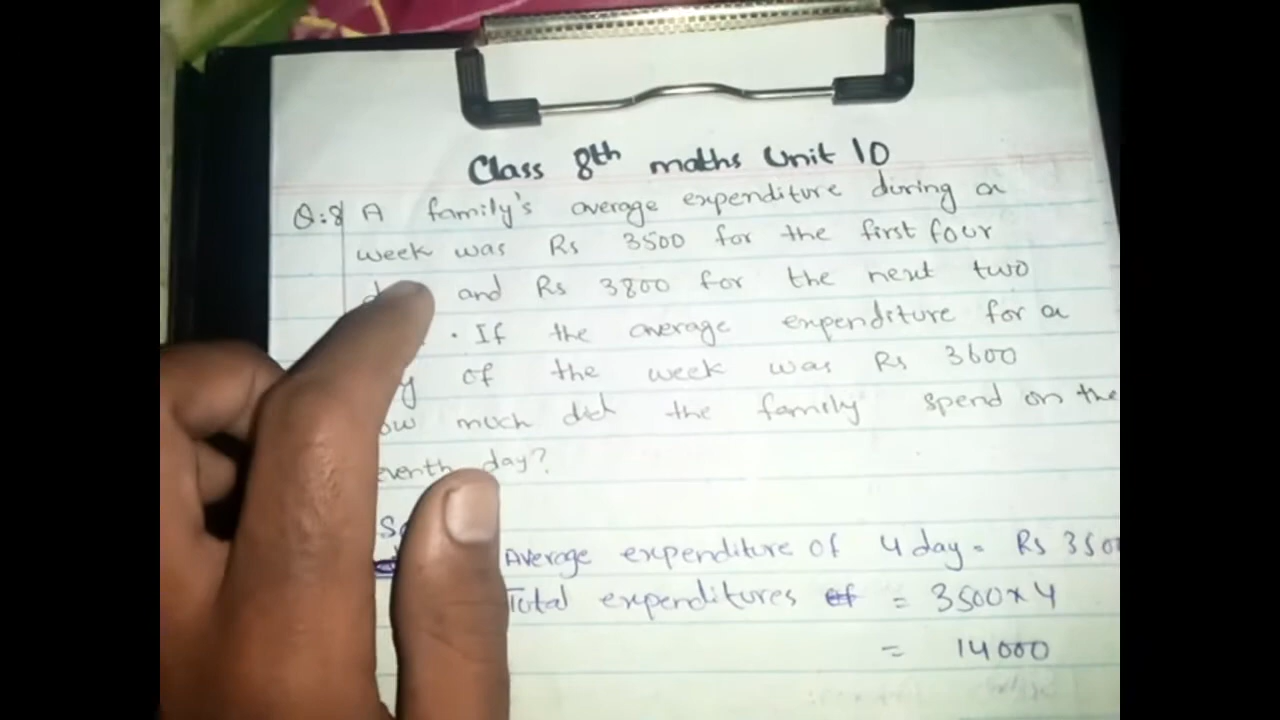 Class 8th maths Unit 10
Q:8 A family's average expenditure during a
week was Rs 3500 for the first four
and Rs 3800 for the next two
. If the average expenditure for a
of the week was Rs 3600
much did the family spend on the
day?
Average expenditure of 4 day = Rs
Total expenditures = 3500 x 4
= 14000